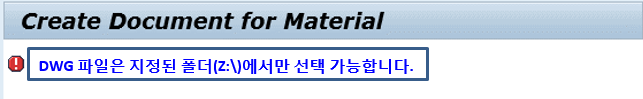 Create Document for Material
DWG 파일은 지정된 폴더(Z:\)에서만 선택 가능합니다.